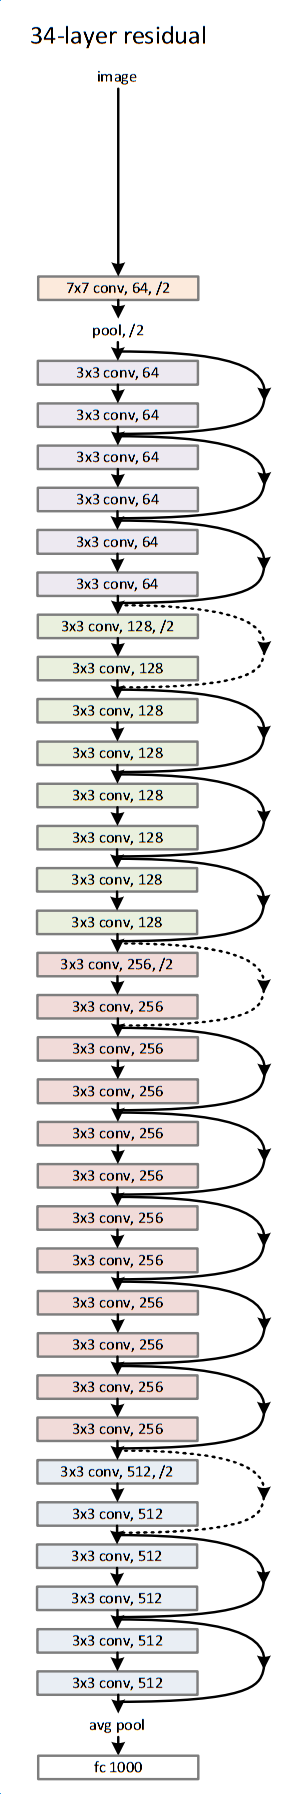 34-layer residual
image
7x7 conv, 64, /2
pool, /2
3x3 conv, 64
3x3 conv, 64
3x3 conv, 64
3x3 conv, 64
3x3 conv, 64
3x3 conv, 64
3x3 conv, 128, /2
3x3 conv, 128
3x3 conv, 128
3x3 conv, 128
3x3 conv, 128
3x3 conv, 128
3x3 conv, 128
3x3 conv, 128
3x3 conv, 256, /2
3x3 conv, 256
3x3 conv, 256
3x3 conv, 256
3x3 conv, 256
3x3 conv, 256
3x3 conv, 256
3x3 conv, 256
3x3 conv, 256
3x3 conv, 256
3x3 conv, 256
3x3 conv, 256
3x3 conv, 512, /2
3x3 conv, 512
3x3 conv, 512
3x3 conv, 512
3x3 conv, 512
3x3 conv, 512
avg pool
fc 1000